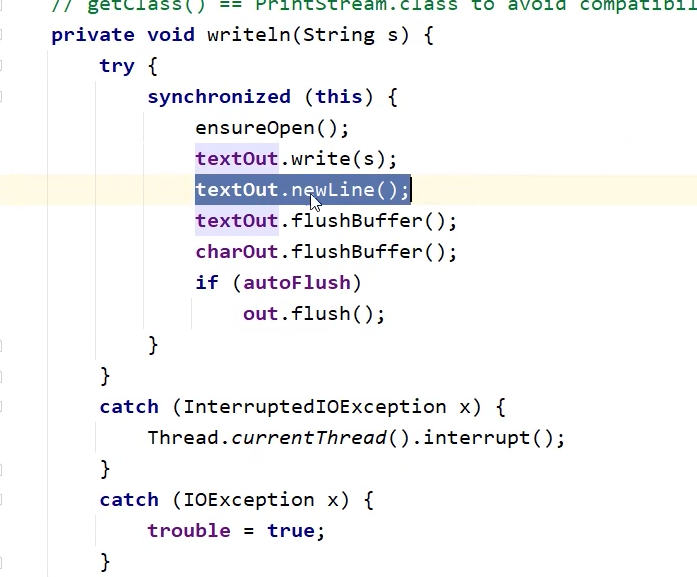 // getClass() == PrintStream.class to avoid compatibil
private void writeln(String s) {
try {
synchronized (this) {
ensureOpen();
textOut.write(s);
textOut.newLine();
textOut.flushBuffer();
charOut.flushBuffer();
if (autoFlush)
out.flush();
}
}
catch (InterruptedIOException x) {
Thread.currentThread().interrupt();
}
catch (IOException x) {
trouble = true;
}